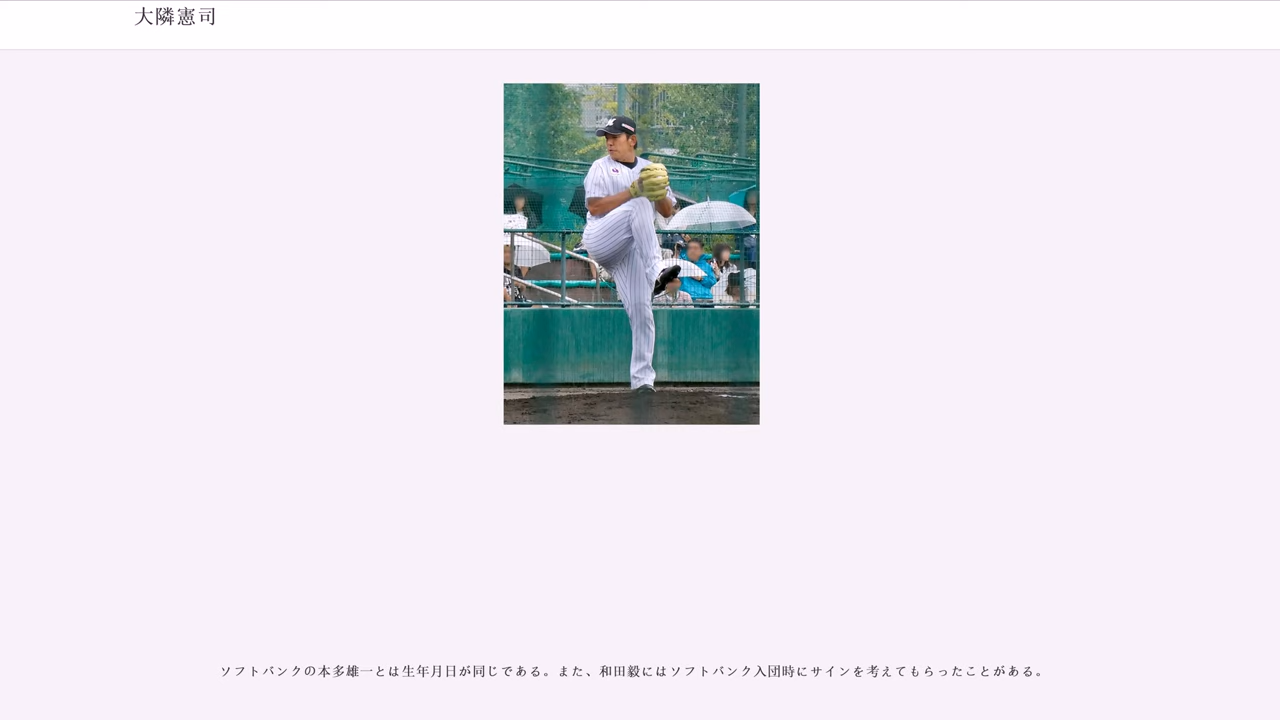 大隣憲司
ソフトバンクの本多雄一とは生年月日が同じである。また、和田毅にはソフトバンク入団時にサインを考えてもらったことがある。